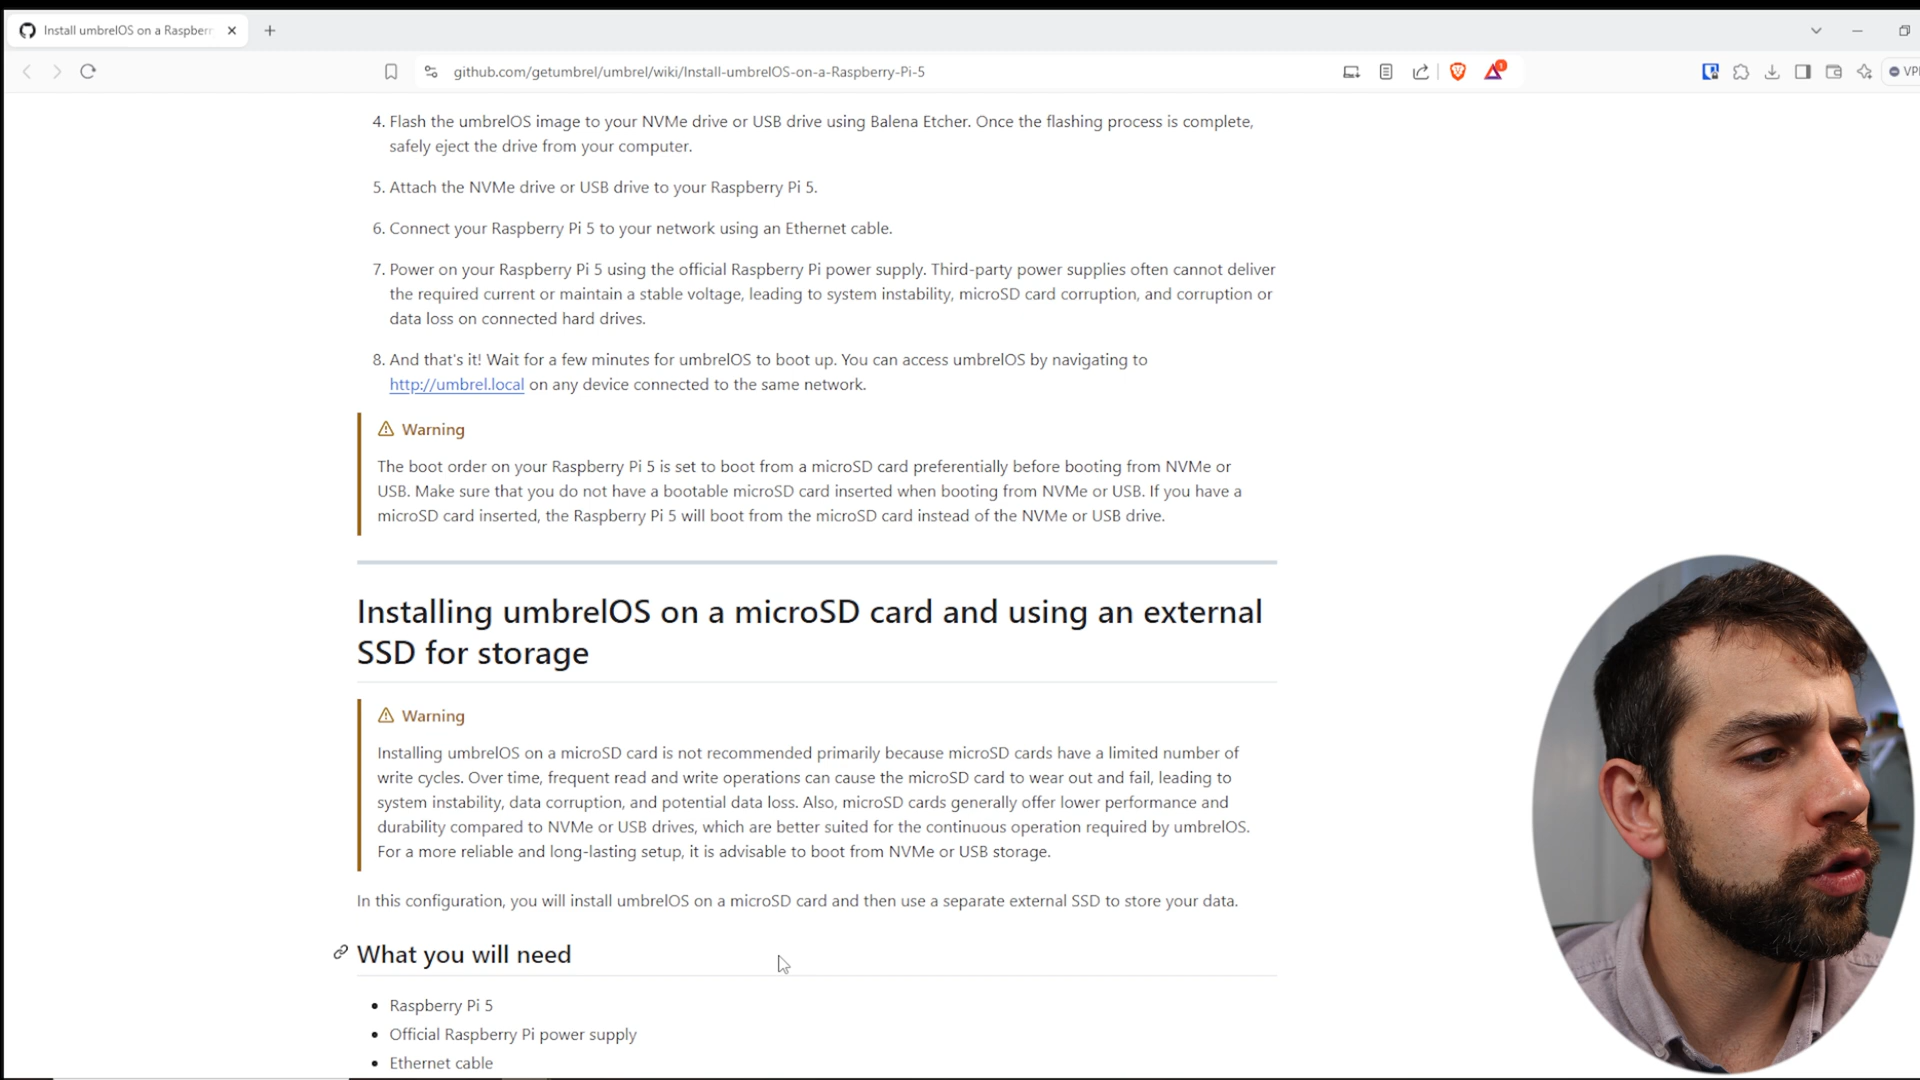 Install umbrelOS on a Raspberr
github.com/getumbrel/umbrel/wiki/Install-umbrelOS-on-a-Raspberry-Pi-5
1
4. Flash the umbrelOS image to your NVMe drive or USB drive using Balena Etcher. Once the flashing process is complete,
safely eject the drive from your computer.
5. Attach the NVMe drive or USB drive to your Raspberry Pi 5.
6. Connect your Raspberry Pi 5 to your network using an Ethernet cable.
7. Power on your Raspberry Pi 5 using the official Raspberry Pi power supply. Third-party power supplies often cannot deliver
the required current or maintain a stable voltage, leading to system instability, microSD card corruption, and corruption or
data loss on connected hard drives.
8. And that's it! Wait for a few minutes for umbrelOS to boot up. You can access umbrelOS by navigating to
http://umbrel.local on any device connected to the same network.
Warning
The boot order on your Raspberry Pi 5 is set to boot from a microSD card preferentially before booting from NVMe or
USB. Make sure that you do not have a bootable microSD card inserted when booting from NVMe or USB. If you have a
microSD card inserted, the Raspberry Pi 5 will boot from the microSD card instead of the NVMe or USB drive.
Installing umbrelOS on a microSD card and using an external
SSD for storage
Warning
Installing umbrelOS on a microSD card is not recommended primarily because microSD cards have a limited number of
write cycles. Over time, frequent read and write operations can cause the microSD card to wear out and fail, leading to
system instability, data corruption, and potential data loss. Also, microSD cards generally offer lower performance and
durability compared to NVMe or USB drives, which are better suited for the continuous operation required by umbrelOS.
For a more reliable and long-lasting setup, it is advisable to boot from NVMe or USB storage.
In this configuration, you will install umbrelOS on a microSD card and then use a separate external SSD to store your data.
What you will need
• Raspberry Pi 5
• Official Raspberry Pi power supply
• Ethernet cable